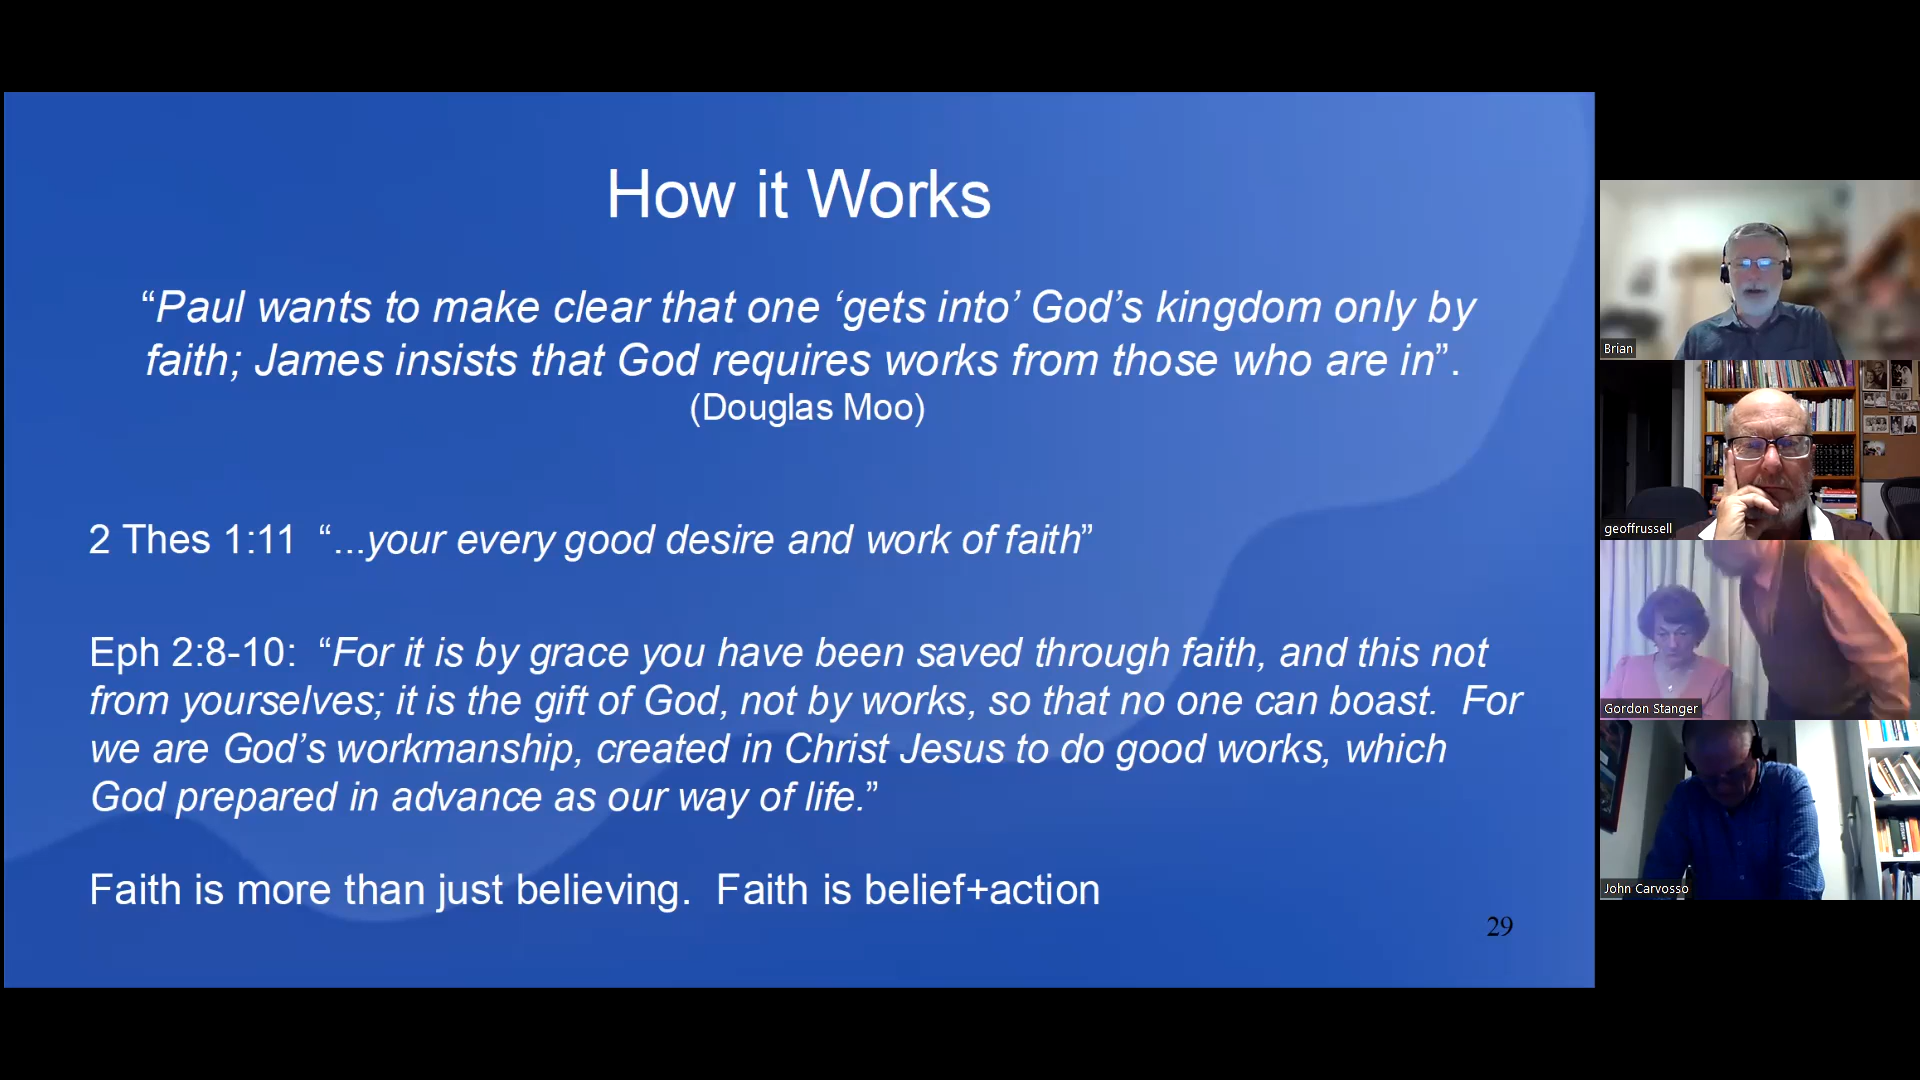 How it Works
“Paul wants to make clear that one ‘gets into’ God’s kingdom only by
faith; James insists that God requires works from those who are in”.
(Douglas Moo)
2 Thes 1:11  “...your every good desire and work of faith”
Eph 2:8-10:  “For it is by grace you have been saved through faith, and this not
from yourselves; it is the gift of God, not by works, so that no one can boast.  For
we are God’s workmanship, created in Christ Jesus to do good works, which
God prepared in advance as our way of life.”
Faith is more than just believing.  Faith is belief+action
29
Brian
geoffrussell
Gordon Stanger
John Carvosso